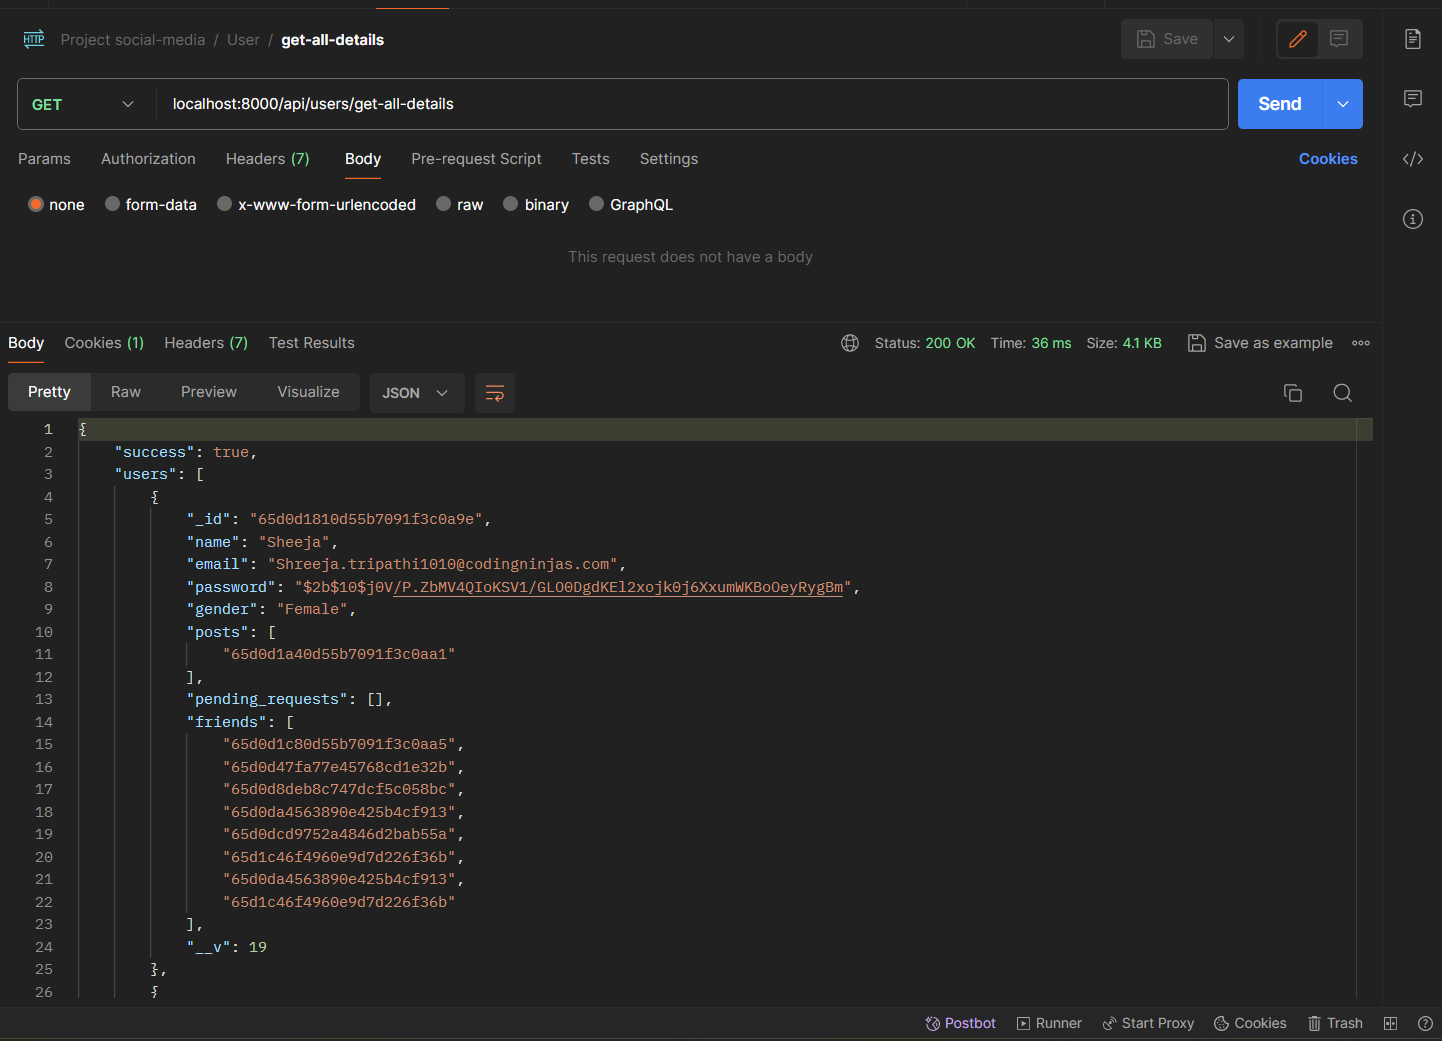 HTTP Project social-media / User / get-all-details Save
GET localhost:8000/api/users/get-all-details Send
Params Authorization Headers (7) Body Pre-request Script Tests Settings Cookies
none form-data x-www-form-urlencoded raw binary GraphQL
This request does not have a body
Body Cookies (1) Headers (7) Test Results Status: 200 OK Time: 36 ms Size: 4.1 KB Save as example
Pretty Raw Preview Visualize JSON
1 {
2 "success": true,
3 "users": [
4 {
5 "_id": "65d0d1810d55b7091f3c0a9e",
6 "name": "Sheeja",
7 "email": "Shreeja.tripathi1010@codingninjas.com",
8 "password": "$2b$10$j0V/P.ZbMV4QIoKSV1/GLO0DgdKEl2xojk0j6XxumWKBoOeyRygBm",
9 "gender": "Female",
10 "posts": [
11 "65d0d1a40d55b7091f3c0aa1"
12 ],
13 "pending_requests": [],
14 "friends": [
15 "65d0d1c80d55b7091f3c0aa5",
16 "65d0d47fa77e45768cd1e32b",
17 "65d0d8deb8c747dcf5c058bc",
18 "65d0da4563890e425b4cf913",
19 "65d0dcd9752a4846d2bab55a",
20 "65d1c46f4960e9d7d226f36b",
21 "65d0da4563890e425b4cf913",
22 "65d1c46f4960e9d7d226f36b"
23 ],
24 "__v": 19
25 },
26 {
Postbot Runner Start Proxy Cookies Trash